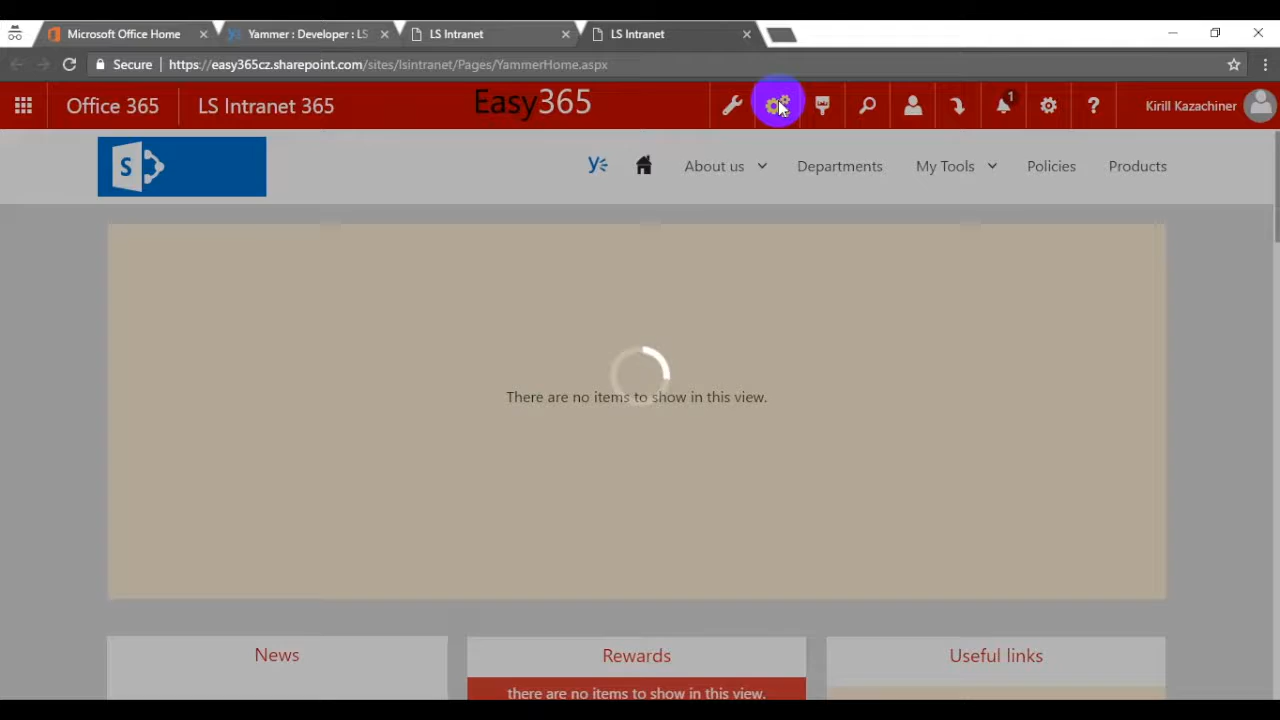 Microsoft Office Home
Yammer : Developer : LS
LS Intranet
LS Intranet
Secure
https://easy365cz.sharepoint.com/sites/lsintranet/Pages/YammerHome.aspx
Office 365
LS Intranet 365
Easy365
1
?
Kirill Kazachiner
S
About us
Departments
My Tools
Policies
Products
There are no items to show in this view.
News
Rewards
Useful links
there are no items to show in this view.